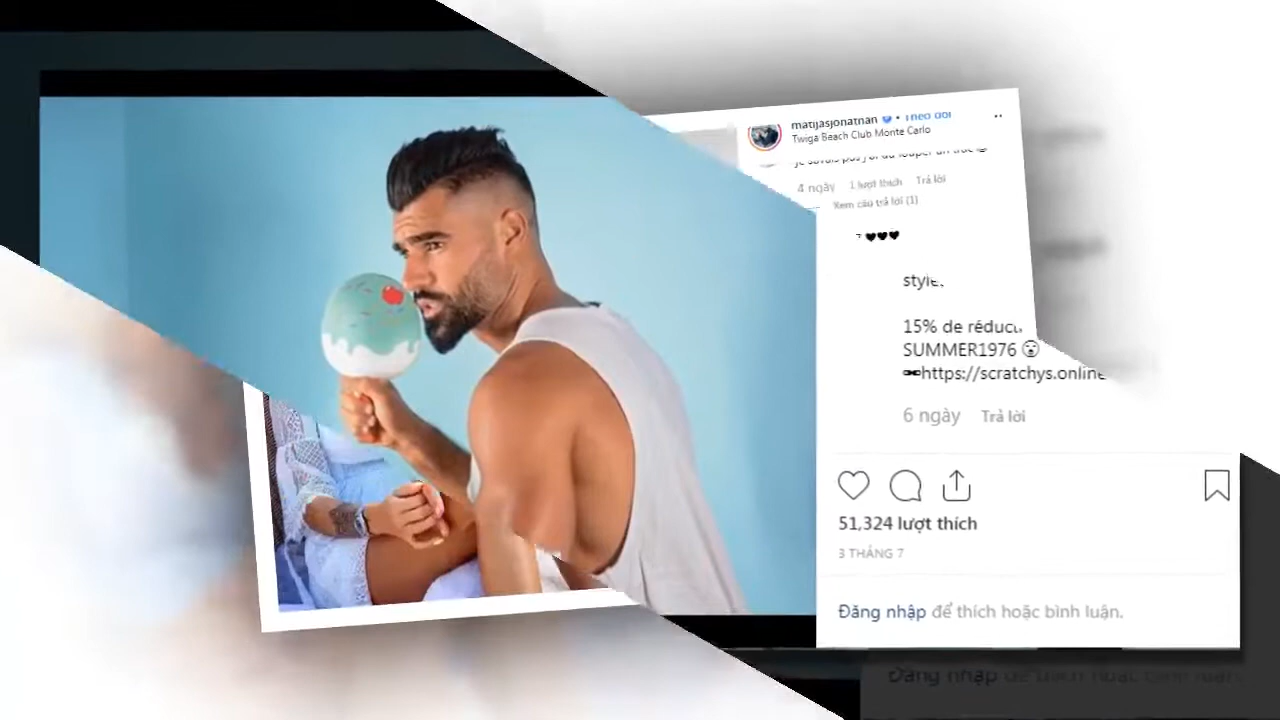 matijasjonathan • Theo dõi
Twiga Beach Club Monte Carlo
4 ngày 1 lượt thích Trả lời
Xem câu trả lời (1)
style,
15% de réduct
SUMMER1976 😮
🕶https://scratchys.online
6 ngày Trả lời
51,324 lượt thích
3 THÁNG 7
Đăng nhập để thích hoặc bình luận.